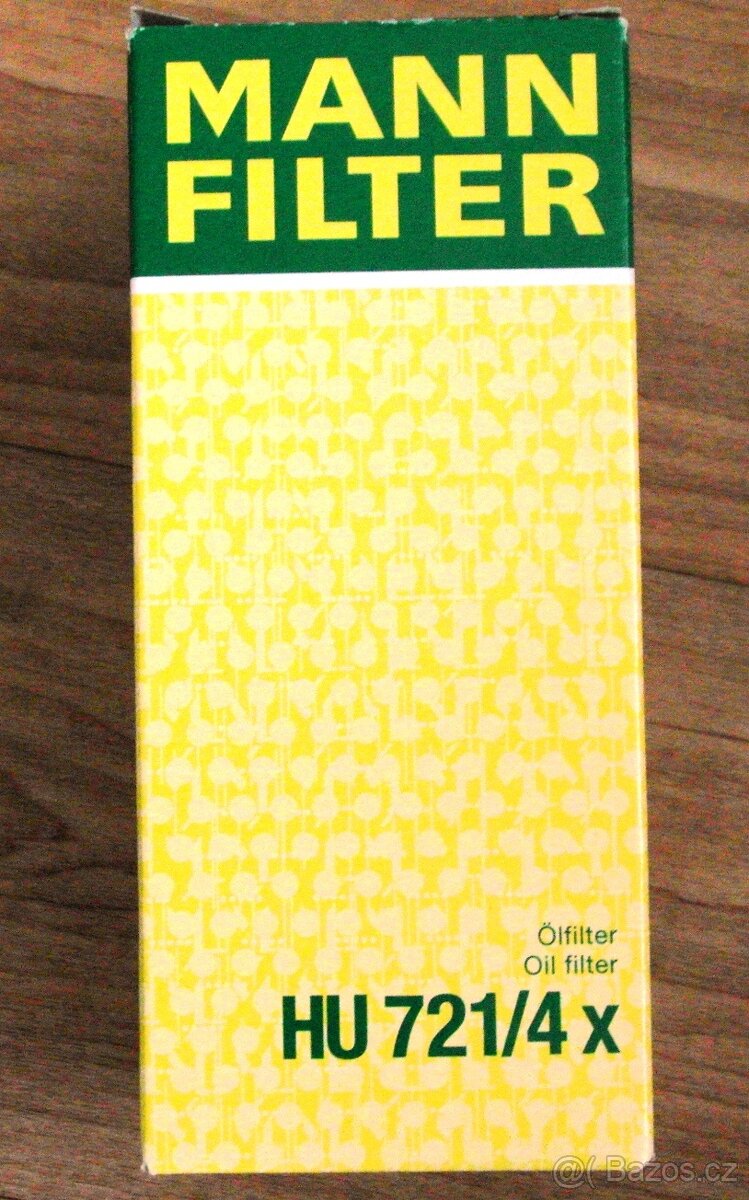 MANN
FILTER
Ölfilter
Oil filter
HU 721/4 x
@( Bazos.cz